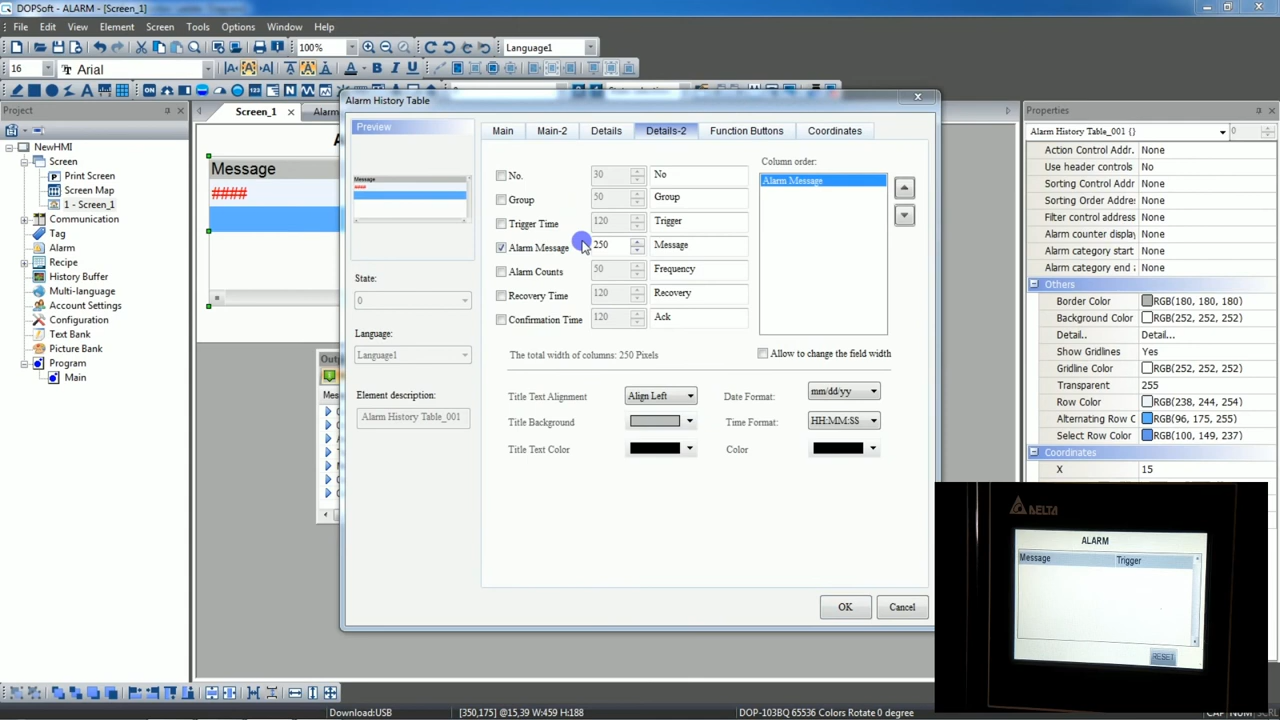 DOPSoft - ALARM - [Screen_1]
File Edit View Element Screen Tools Options Window Help
100% Language1
16 Arial
Project
Screen_1 Alarm
NewHMI
Screen
Print Screen
Screen Map
1 - Screen_1
Communication
Tag
Alarm
Recipe
History Buffer
Multi-language
Account Settings
Configuration
Text Bank
Picture Bank
Program
Main
Message
####
Alarm History Table
Preview
Message
####
State:
0
Language:
Language1
Element description:
Alarm History Table_001
Main Main-2 Details Details-2 Function Buttons Coordinates
No. 30 No
Group 50 Group
Trigger Time 120 Trigger
Alarm Message 250 Message
Alarm Counts 50 Frequency
Recovery Time 120 Recovery
Confirmation Time 120 Ack
Column order:
Alarm Message
The total width of columns: 250 Pixels
Allow to change the field width
Title Text Alignment Align Left Date Format: mm/dd/yy
Title Background Time Format: HH:MM:SS
Title Text Color Color
OK Cancel
Properties
Alarm History Table_001 {} 0
Action Control Addr. None
Use header controls No
Sorting Control Addr. None
Sorting Order Addres None
Filter control address None
Alarm counter display None
Alarm category start None
Alarm category end a None
Others
Border Color RGB(180, 180, 180)
Background Color RGB(252, 252, 252)
Detail.. Detail...
Show Gridlines Yes
Gridline Color RGB(252, 252, 252)
Transparent 255
Row Color RGB(238, 244, 254)
Alternating Row C RGB(96, 175, 255)
Select Row Color RGB(100, 149, 237)
Coordinates
X 15
DELTA
ALARM
Message Trigger
RESET
Download:USB [350,175] @15,39 W:459 H:188 DOP-103BQ 65536 Colors Rotate 0 degree
CAP NUM SCRL